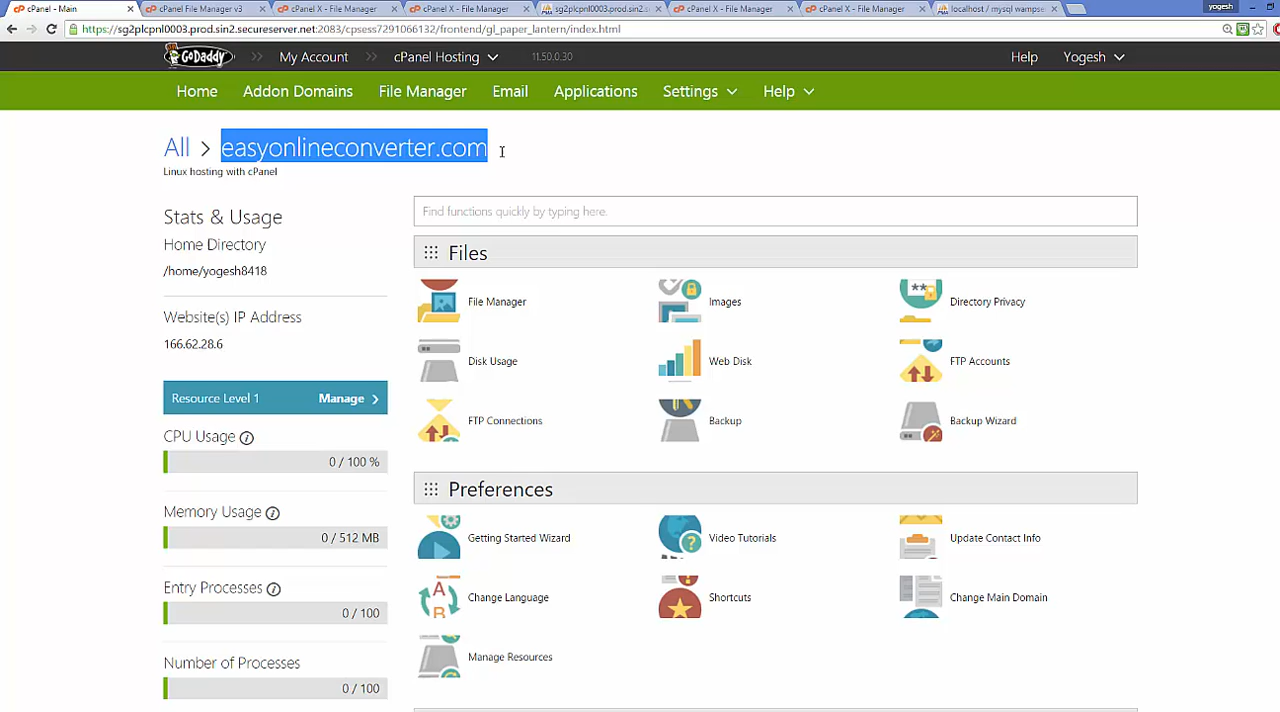 cPanel - Main
cPanel File Manager v3
cPanel X - File Manager
cPanel X - File Manager
sg2plcpnl0003.prod.sin2.s
cPanel X - File Manager
cPanel X - File Manager
localhost / mysql wampse
yogesh
https://sg2plcpnl0003.prod.sin2.secureserver.net:2083/cpsess7291066132/frontend/gl_paper_lantern/index.html
GoDaddy My Account cPanel Hosting 11.50.0.30 Help Yogesh
Home Addon Domains File Manager Email Applications Settings Help
All > easyonlineconverter.com
Linux hosting with cPanel
Stats & Usage
Home Directory
/home/yogesh8418
Website(s) IP Address
166.62.28.6
Resource Level 1 Manage >
CPU Usage
0 / 100 %
Memory Usage
0 / 512 MB
Entry Processes
0 / 100
Number of Processes
0 / 100
Find functions quickly by typing here.
Files
File Manager Images Directory Privacy
Disk Usage Web Disk FTP Accounts
FTP Connections Backup Backup Wizard
Preferences
Getting Started Wizard Video Tutorials Update Contact Info
Change Language Shortcuts Change Main Domain
Manage Resources